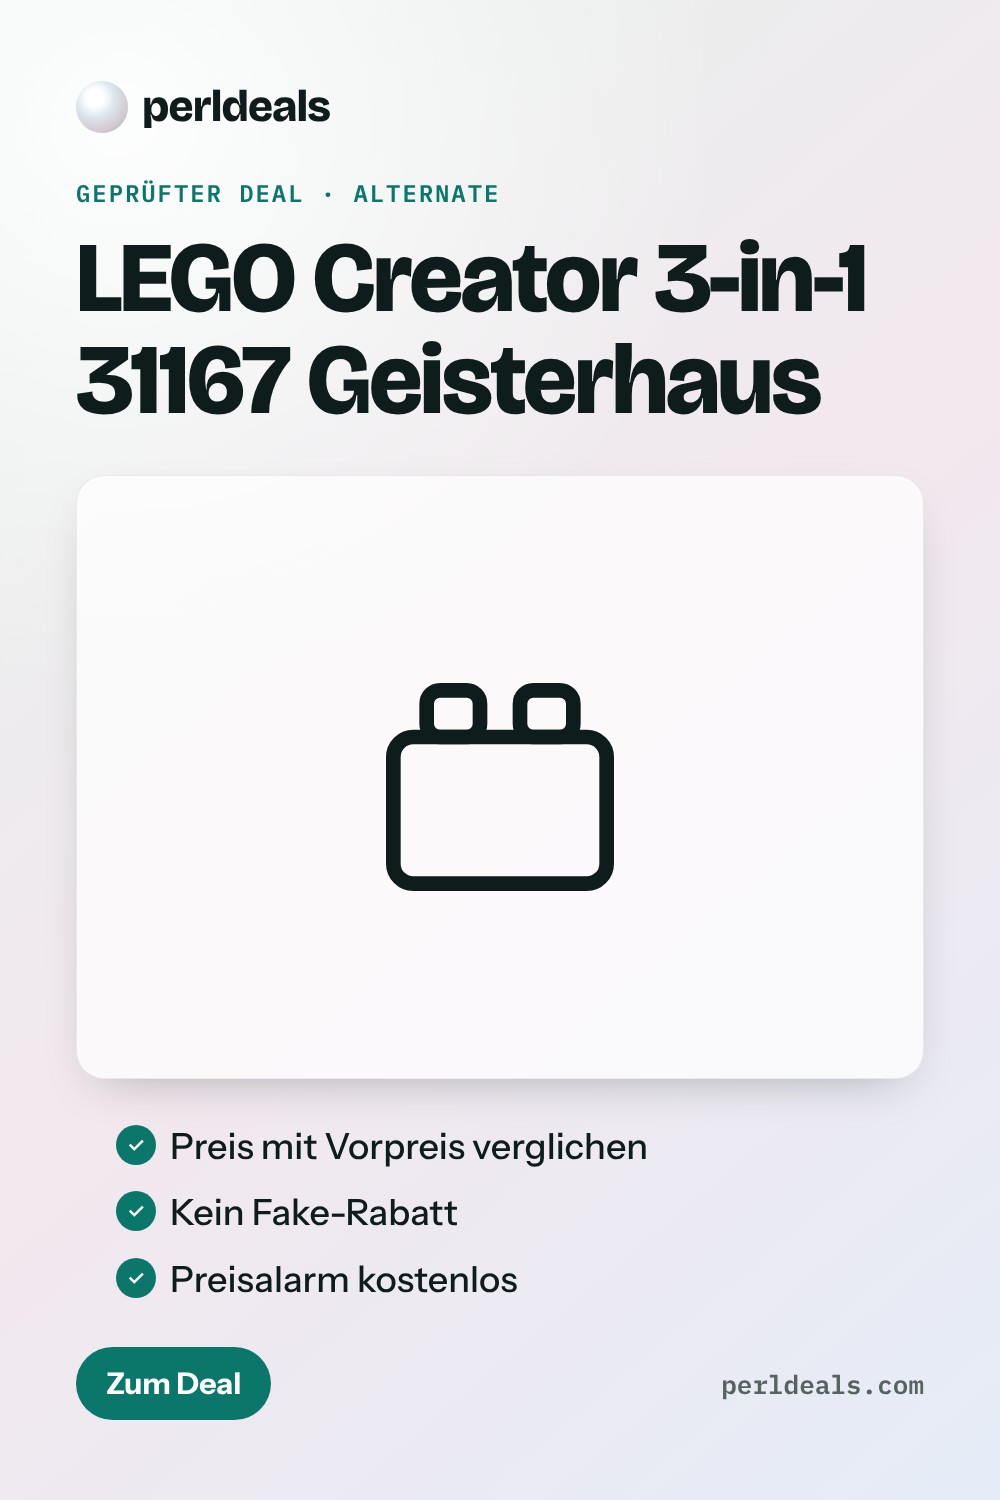 perldeals
GEPRÜFTER DEAL · ALTERNATE
LEGO Creator 3-in-1
31167 Geisterhaus
Preis mit Vorpreis verglichen
Kein Fake-Rabatt
Preisalarm kostenlos
Zum Deal
perldeals.com